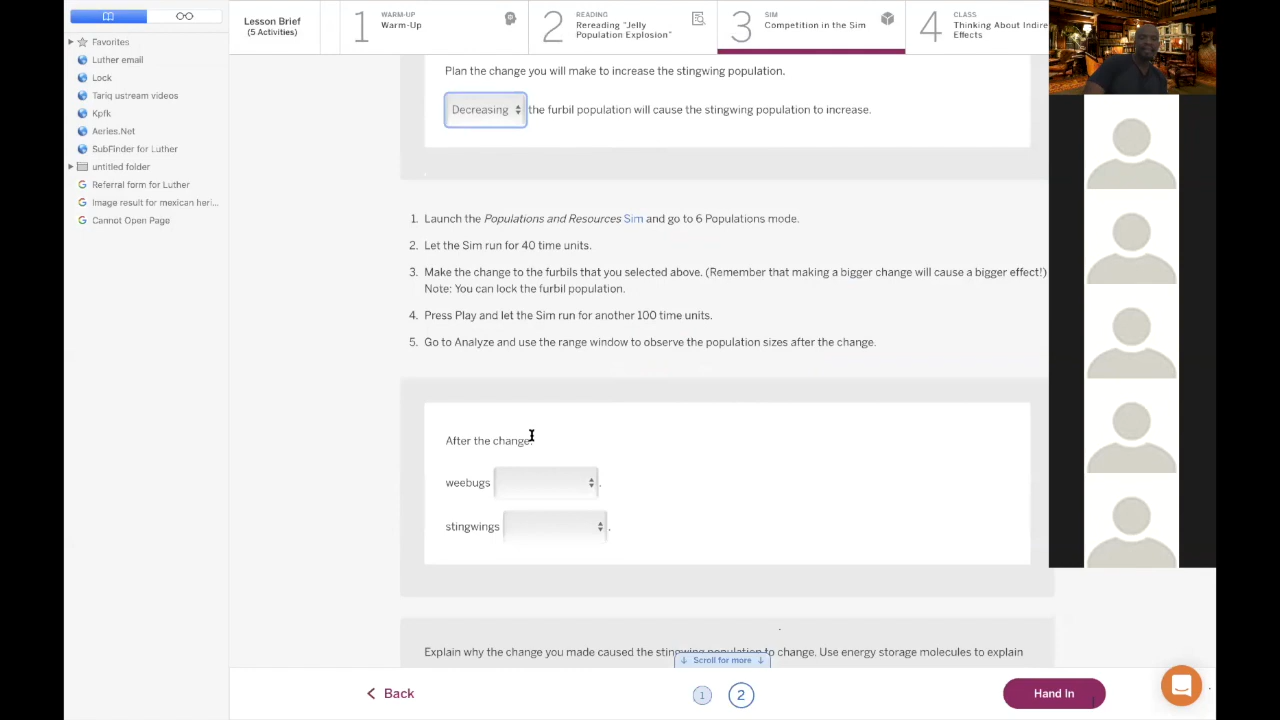 Favorites
Luther email
Lock
Tariq ustream videos
Kpfk
Aeries.Net
SubFinder for Luther
untitled folder
Referral form for Luther
Image result for mexican heri...
Cannot Open Page
Lesson Brief
(5 Activities)
1
WARM-UP
Warm-Up
2
READING
Rereading "Jelly
Population Explosion"
3
SIM
Competition in the Sim
4
CLASS
Thinking About Indire
Effects
Plan the change you will make to increase the stingwing population.
Decreasing the furbil population will cause the stingwing population to increase.
1. Launch the Populations and Resources Sim and go to 6 Populations mode.
2. Let the Sim run for 40 time units.
3. Make the change to the furbils that you selected above. (Remember that making a bigger change will cause a bigger effect!)
Note: You can lock the furbil population.
4. Press Play and let the Sim run for another 100 time units.
5. Go to Analyze and use the range window to observe the population sizes after the change.
After the change:
weebugs .
stingwings .
Explain why the change you made caused the stingwing population to change. Use energy storage molecules to explain
Scroll for more
Back
1
2
Hand In